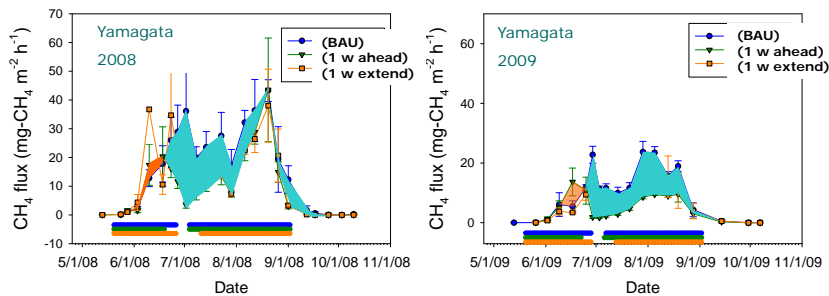 Yamagata
2008
(BAU)
(1 w ahead)
(1 w extend)
CH4 flux (mg-CH4 m-2 h-1)
70
60
50
40
30
20
10
0
-10
5/1/08 6/1/08 7/1/08 8/1/08 9/1/08 10/1/08 11/1/08
Date
Yamagata
2009
(BAU)
(1 w ahead)
(1 w extend)
CH4 flux (mg-CH4 m-2 h-1)
60
40
20
0
5/1/09 6/1/09 7/1/09 8/1/09 9/1/09 10/1/09 11/1/09
Date